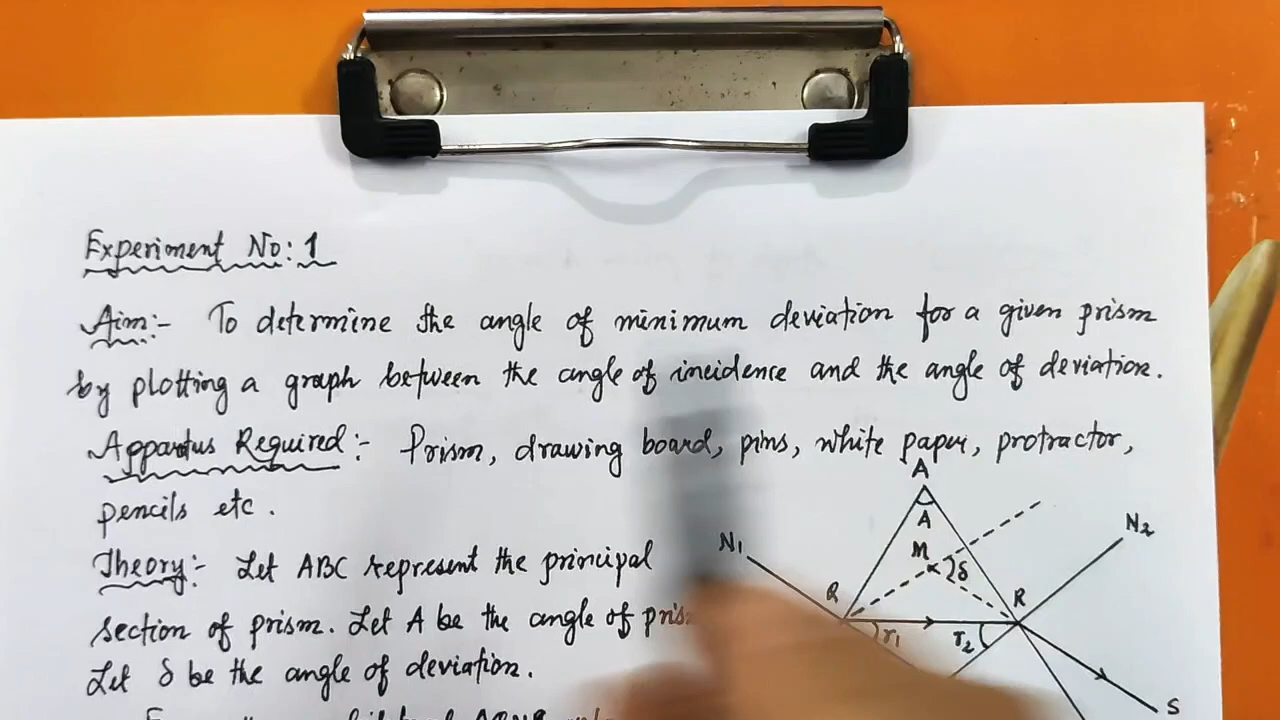 Experiment No: 1
Aim:- To determine the angle of minimum deviation for a given prism
by plotting a graph between the angle of incidence and the angle of deviation.
Apparatus Required:- Prism, drawing board, pins, white paper, protractor,
pencils etc.
A
A
N1
N2
M
δ
Q
R
r1
r2
S
Theory:- Let ABC represent the principal
section of prism. Let A be the angle of
Let δ be the angle of deviation.